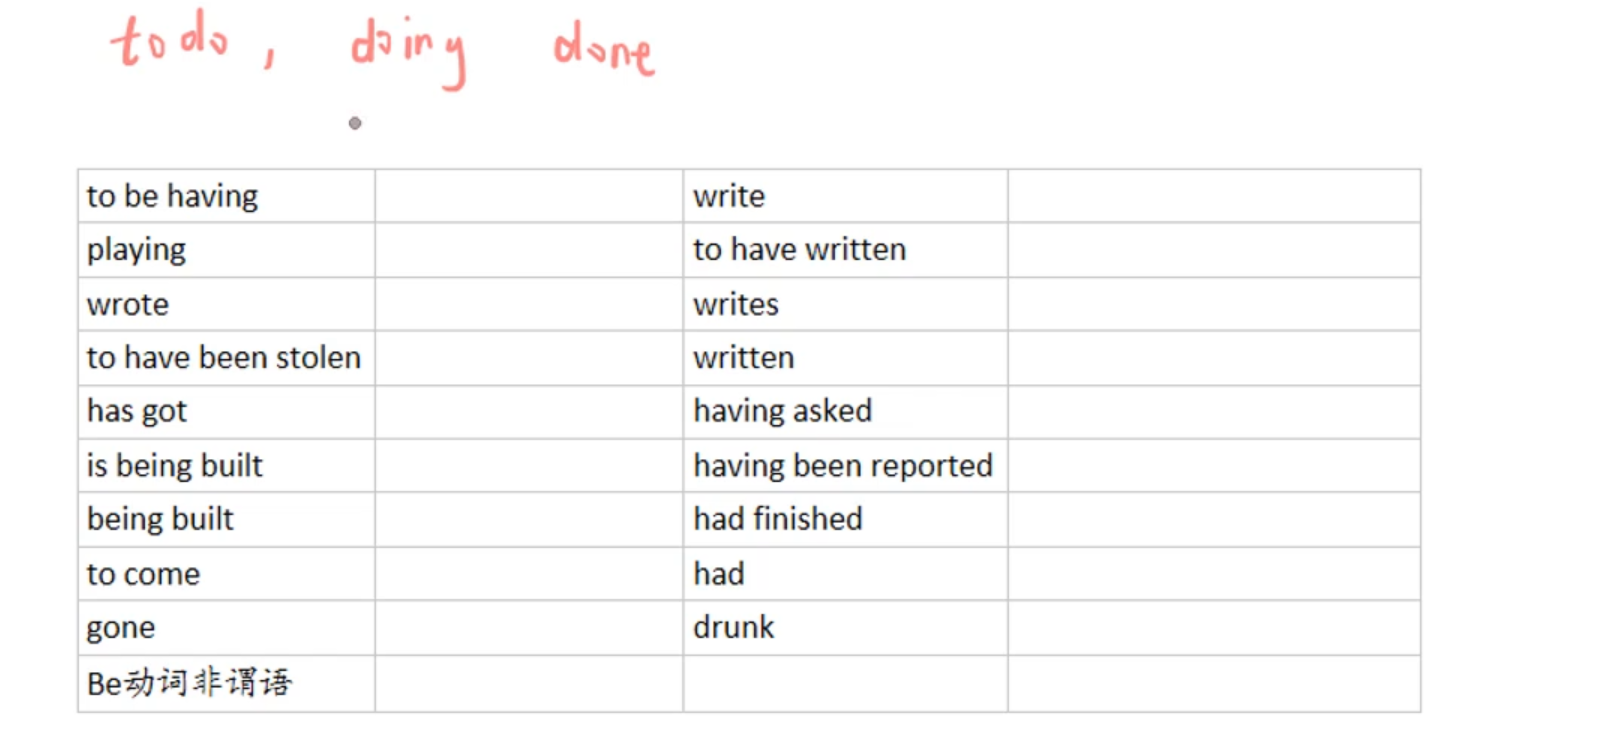 to do, doing done
to be having write
playing to have written
wrote writes
to have been stolen written
has got having asked
is being built having been reported
being built had finished
to come had
gone drunk
Be动词非谓语